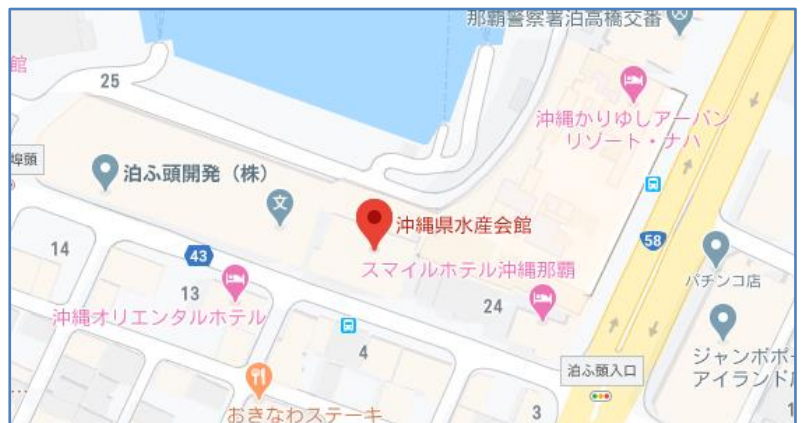 那覇警察署泊高橋交番
館
25
沖縄かりゆしアーバン
リゾート・ナハ
埠頭
泊ふ頭開発（株）
文
沖縄県水産会館
14
43
58
スマイルホテル沖縄那覇
パチンコ店
13
24
沖縄オリエンタルホテル
4
泊ふ頭入口
ジャンボポー
アイランド
おきなわステーキ
3
1